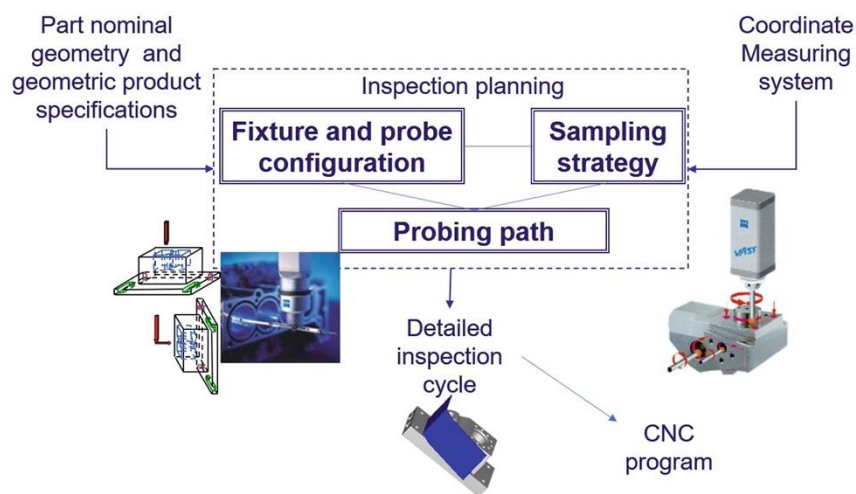 Part nominal
geometry and
geometric product
specifications
Coordinate
Measuring
system
Inspection planning
Fixture and probe
configuration
Sampling
strategy
Probing path
VAST
Detailed
inspection
cycle
CNC
program